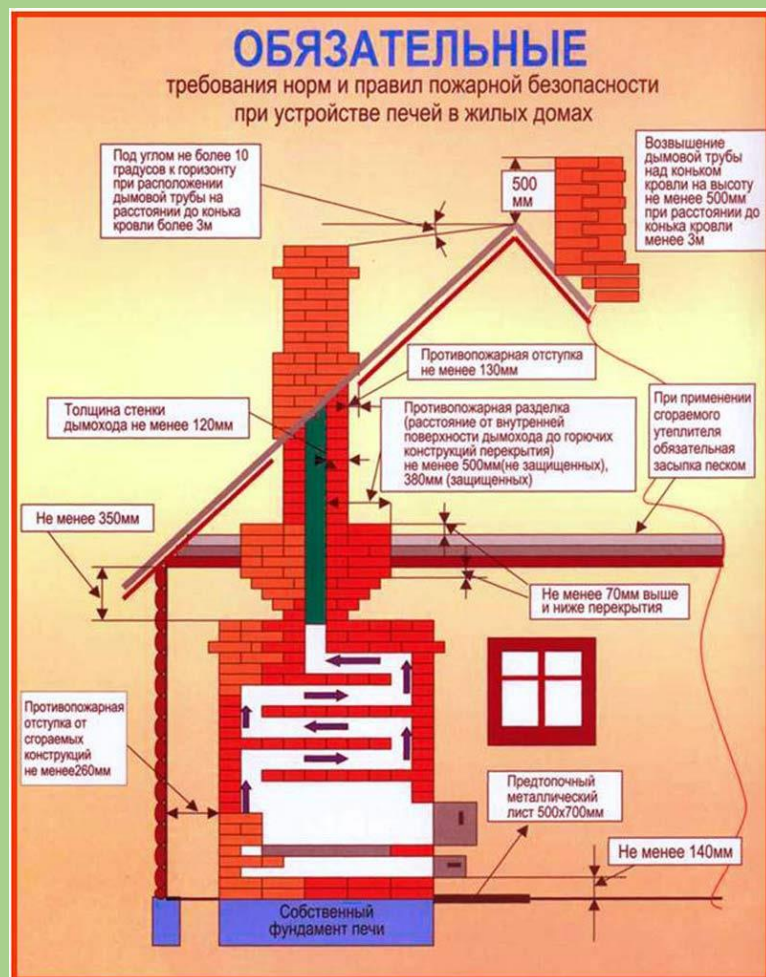 ОБЯЗАТЕЛЬНЫЕ
требования норм и правил пожарной безопасности
при устройстве печей в жилых домах
Под углом не более 10
градусов к горизонту
при расположении
дымовой трубы на
расстоянии до конька
кровли более 3м
500
мм
Возвышение
дымовой трубы
над коньком
кровли на высоту
не менее 500мм
при расстоянии до
конька кровли
менее 3м
Противопожарная отступка
не менее 130мм
Толщина стенки
дымохода не менее 120мм
Противопожарная разделка
(расстояние от внутренней
поверхности дымохода до горючих
конструкций перекрытия)
не менее 500мм(не защищенных),
380мм (защищенных)
При применении
сгораемого
утеплителя
обязательная
засыпка песком
Не менее 350мм
Не менее 70мм выше
и ниже перекрытия
Противопожарная
отступка от
сгораемых
конструкций
не менее260мм
Предтопочный
металлический
лист 500х700мм
Не менее 140мм
Собственный
фундамент печи